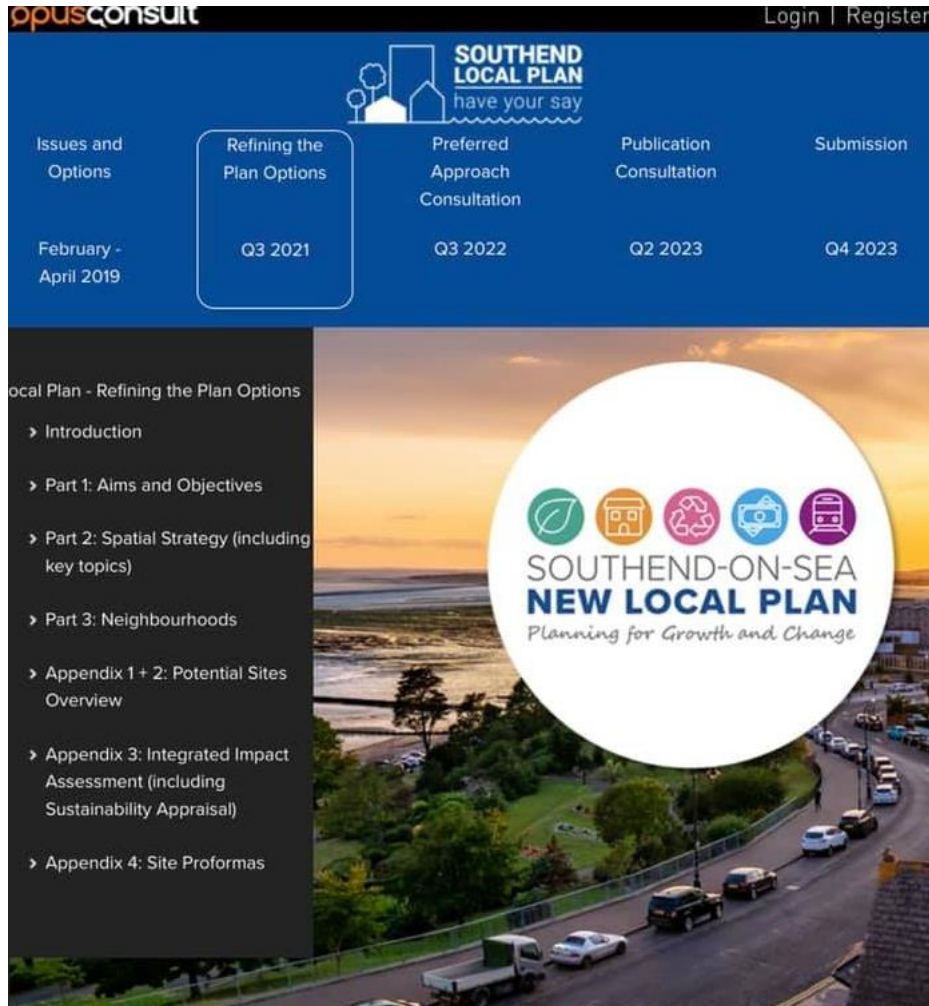 opusconsult
Login | Register
SOUTHEND
LOCAL PLAN
have your say
Issues and
Options
February -
April 2019
Refining the
Plan Options
Q3 2021
Preferred
Approach
Consultation
Q3 2022
Publication
Consultation
Q2 2023
Submission
Q4 2023
ocal Plan - Refining the Plan Options
Introduction
Part 1: Aims and Objectives
Part 2: Spatial Strategy (including
key topics)
Part 3: Neighbourhoods
Appendix 1 + 2: Potential Sites
Overview
Appendix 3: Integrated Impact
Assessment (including
Sustainability Appraisal)
Appendix 4: Site Proformas
SOUTHEND-ON-SEA
NEW LOCAL PLAN
Planning for Growth and Change